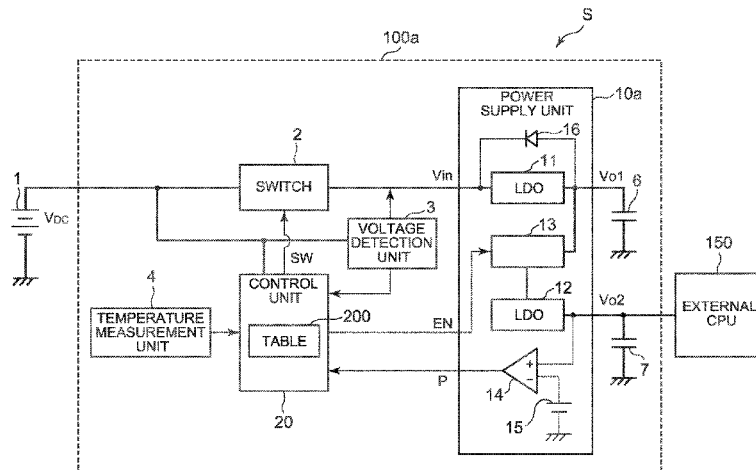 S
100a
10a
POWER
SUPPLY UNIT
16
2
11
1
Vin
Vo1
6
SWITCH
LDO
VDC
3
VOLTAGE
DETECTION
UNIT
13
SW
150
4
CONTROL
UNIT
12
Vo2
TEMPERATURE
MEASUREMENT
UNIT
200
EN
LDO
EXTERNAL
CPU
TABLE
+
P
−
7
14
20
15